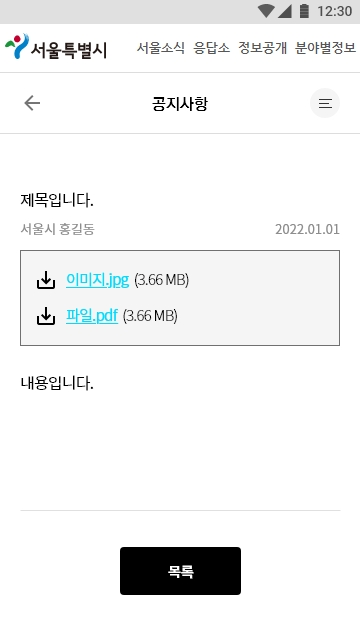 12:30
서울특별시 서울소식 응답소 정보공개 분야별정보
공지사항
제목입니다.
서울시 홍길동 2022.01.01
이미지.jpg (3.66 MB)
파일.pdf (3.66 MB)
내용입니다.
목록